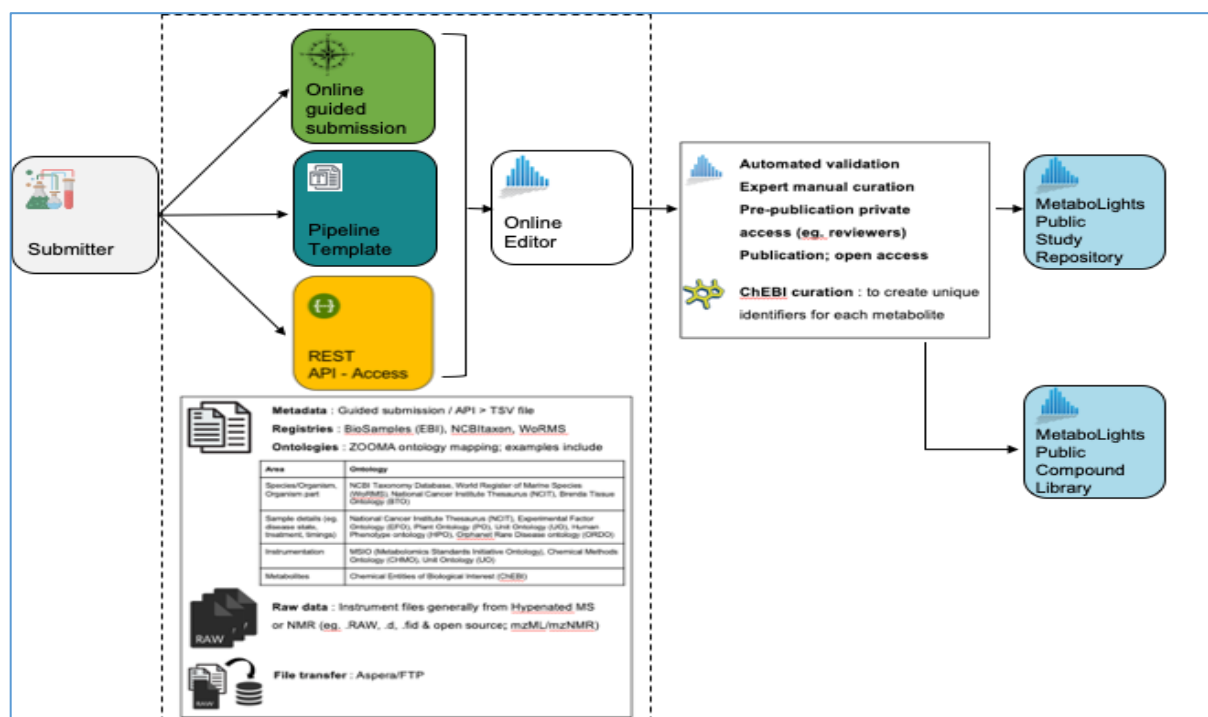 Online
guided
submission
Submitter
Pipeline
Template
REST
API - Access
Online
Editor
Automated validation
Expert manual curation
Pre-publication private
access (eg. reviewers)
Publication; open access
ChEBI curation : to create unique
identifiers for each metabolite
MetaboLights
Public
Study
Repository
MetaboLights
Public
Compound
Library
Metadata : Guided submission / API > TSV file
Registries : BioSamples (EBI), NCBItaxon, WoRMS
Ontologies : ZOOMA ontology mapping; examples include
Area Ontology
Species/Organism, NCBI Taxonomy Database, World Register of Marine Species
Organism part (WoRMS), National Cancer Institute Thesaurus (NCIT), Brenda Tissue
Ontology (BTO)
Sample details (eg. National Cancer Institute Thesaurus (NCIT), Experimental Factor
disease state, Ontology (EFO), Plant Ontology (PO), Unit Ontology (UO), Human
treatment, timings) Phenotype ontology (HPO), Orphanet Rare Disease ontology (ORDO)
Instrumentation MSIO (Metabolomics Standards Initiative Ontology), Chemical Methods
Ontology (CHMO), Unit Ontology (UO)
Metabolites Chemical Entities of Biological Interest (ChEBI)
Raw data : Instrument files generally from Hypenated MS
or NMR (eg. .RAW, .d, .fid & open source; mzML/mzNMR)
RAW
File transfer : Aspera/FTP
RAW